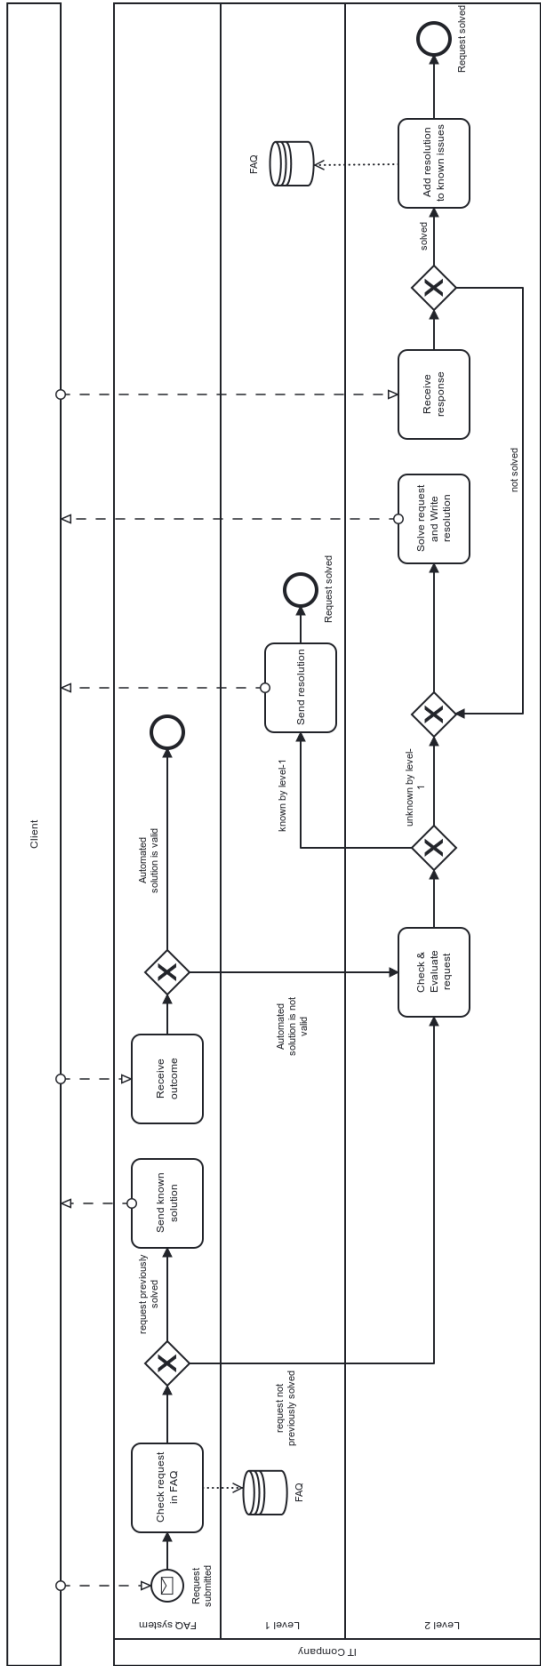 Client
IT Company
FAQ system
Level 1
Level 2
Request
submitted
Check request
in FAQ
FAQ
request previously
solved
request not
previously solved
Send known
solution
Receive
outcome
Automated
solution is valid
Automated
solution is not
valid
Check &
Evaluate
request
known by level-1
unknown by level-
1
Send resolution
Request solved
Solve request
and Write
resolution
Receive
response
solved
not solved
Add resolution
to known issues
FAQ
Request solved